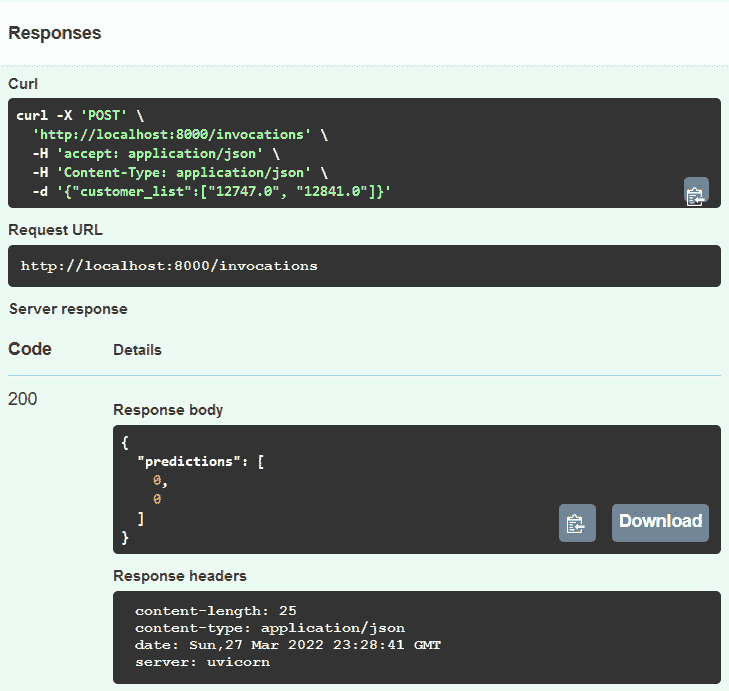 Responses
Curl
curl -X 'POST' \
'http://localhost:8000/invocations' \
-H 'accept: application/json' \
-H 'Content-Type: application/json' \
-d '{"customer_list":["12747.0", "12841.0"]}'
Request URL
http://localhost:8000/invocations
Server response
Code Details
200
Response body
{
"predictions": [
0,
0
]
}
Download
Response headers
content-length: 25
content-type: application/json
date: Sun,27 Mar 2022 23:28:41 GMT
server: uvicorn